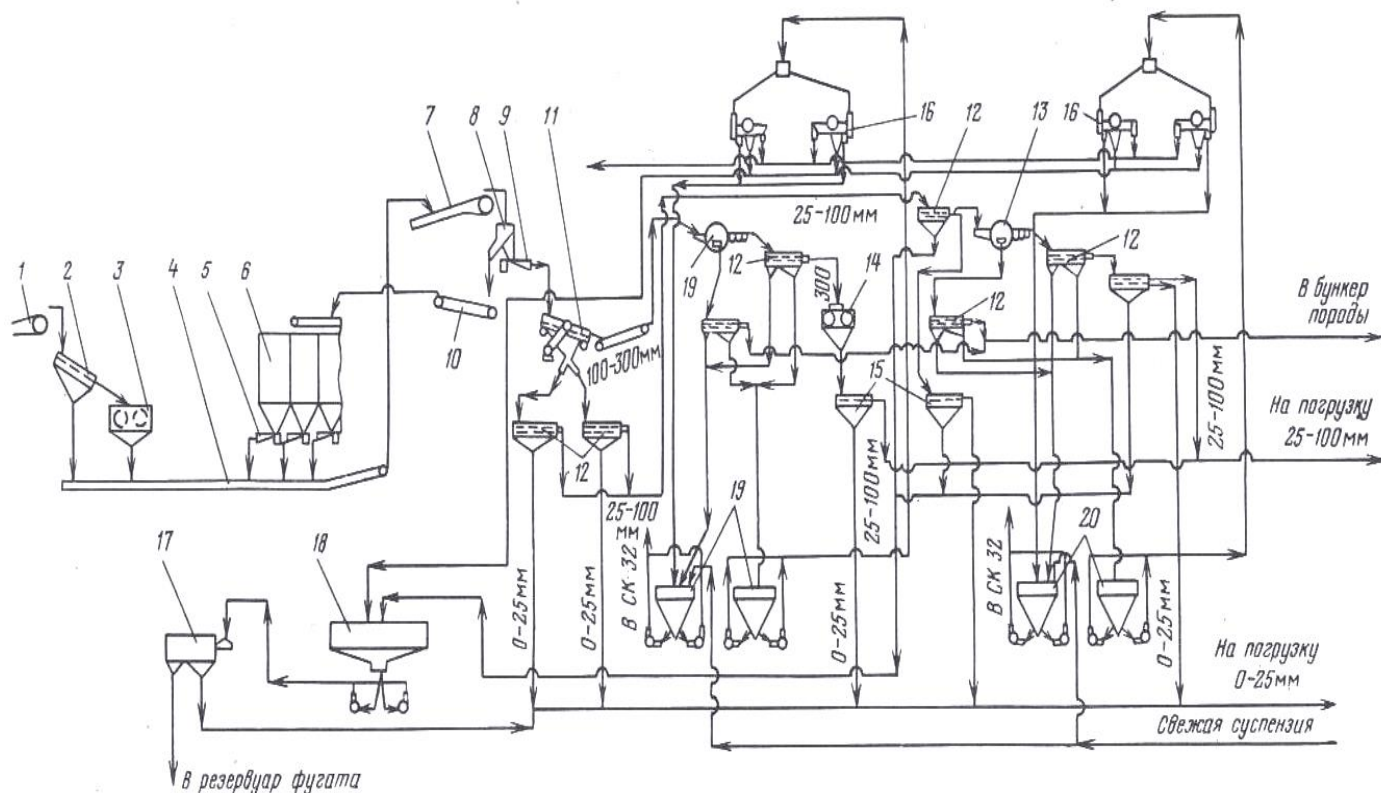 7
8
9
11
16
12
13
16
1
2
3
4
5
6
10
25-100мм
19
12
300
14
12
12
100-300мм
15
12
25-100мм
В бункер
породы
На погрузку
25-100мм
17
18
25-100
мм
19
25-100мм
20
0-25мм
0-25мм
В СК 32
0-25мм
В СК 32
0-25мм
На погрузку
0-25мм
Свежая суспензия
В резервуар фугата